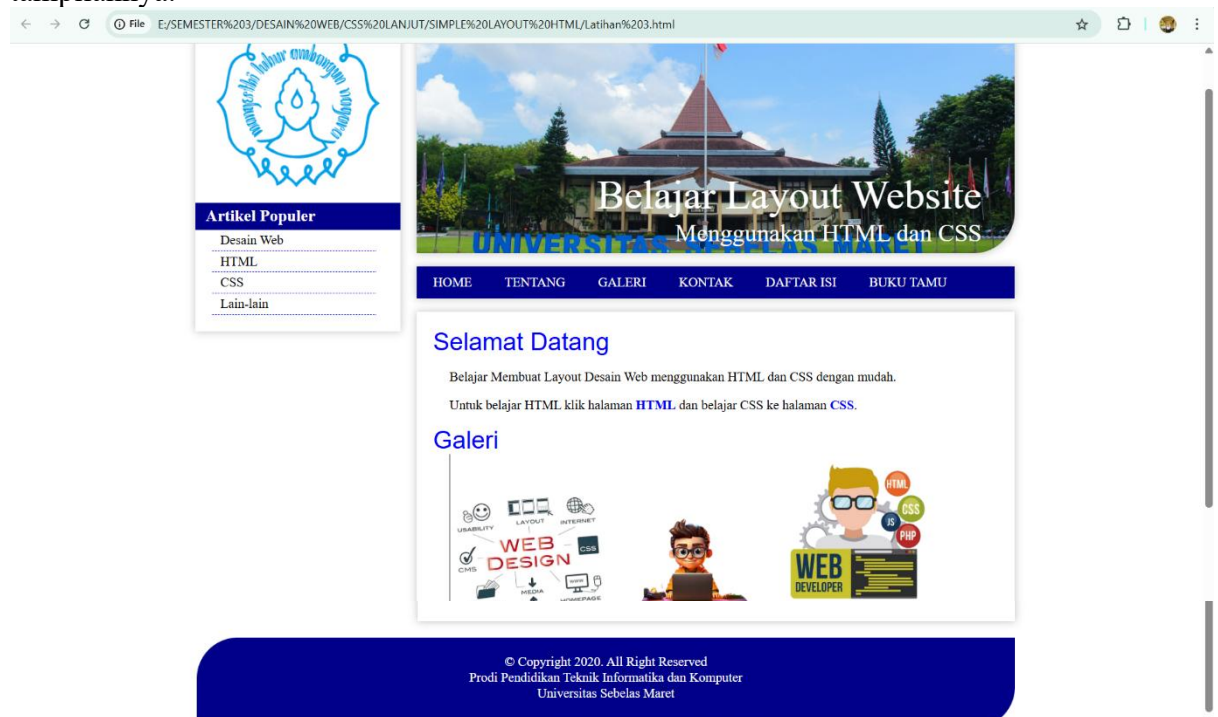 File E:/SEMESTER%203/DESAIN%20WEB/CSS%20LANJUT/SIMPLE%20LAYOUT%20HTML/Latihan%203.html
Artikel Populer
Desain Web
HTML
CSS
Lain-lain
Belajar Layout Website
Menggunakan HTML dan CSS
UNIVERSITAS SEBELAS MARET
HOME TENTANG GALERI KONTAK DAFTAR ISI BUKU TAMU
Selamat Datang
Belajar Membuat Layout Desain Web menggunakan HTML dan CSS dengan mudah.
Untuk belajar HTML klik halaman HTML dan belajar CSS ke halaman CSS.
Galeri
USABILITY
LAYOUT
INTERNET
WEB
DESIGN
CSS
CMS
MEDIA
HOMEPAGE
HTML
CSS
JS
PHP
WEB
DEVELOPER
© Copyright 2020. All Right Reserved
Prodi Pendidikan Teknik Informatika dan Komputer
Universitas Sebelas Maret